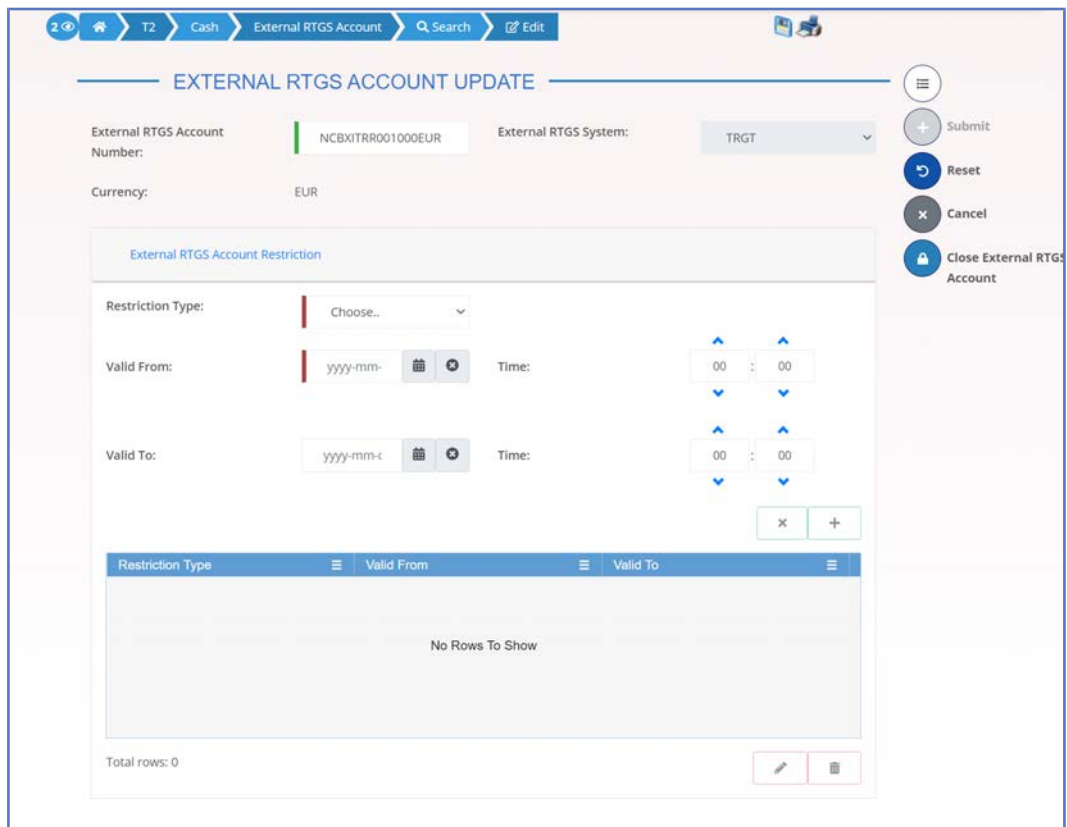 2 T2 Cash External RTGS Account Search Edit
EXTERNAL RTGS ACCOUNT UPDATE
External RTGS Account Number: NCBXITRR001000EUR External RTGS System: TRGT
Currency: EUR
Submit
Reset
Cancel
Close External RTGS
Account
External RTGS Account Restriction
Restriction Type: Choose..
Valid From: yyyy-mm- Time: 00 : 00
Valid To: yyyy-mm-d Time: 00 : 00
Restriction Type Valid From Valid To
No Rows To Show
Total rows: 0